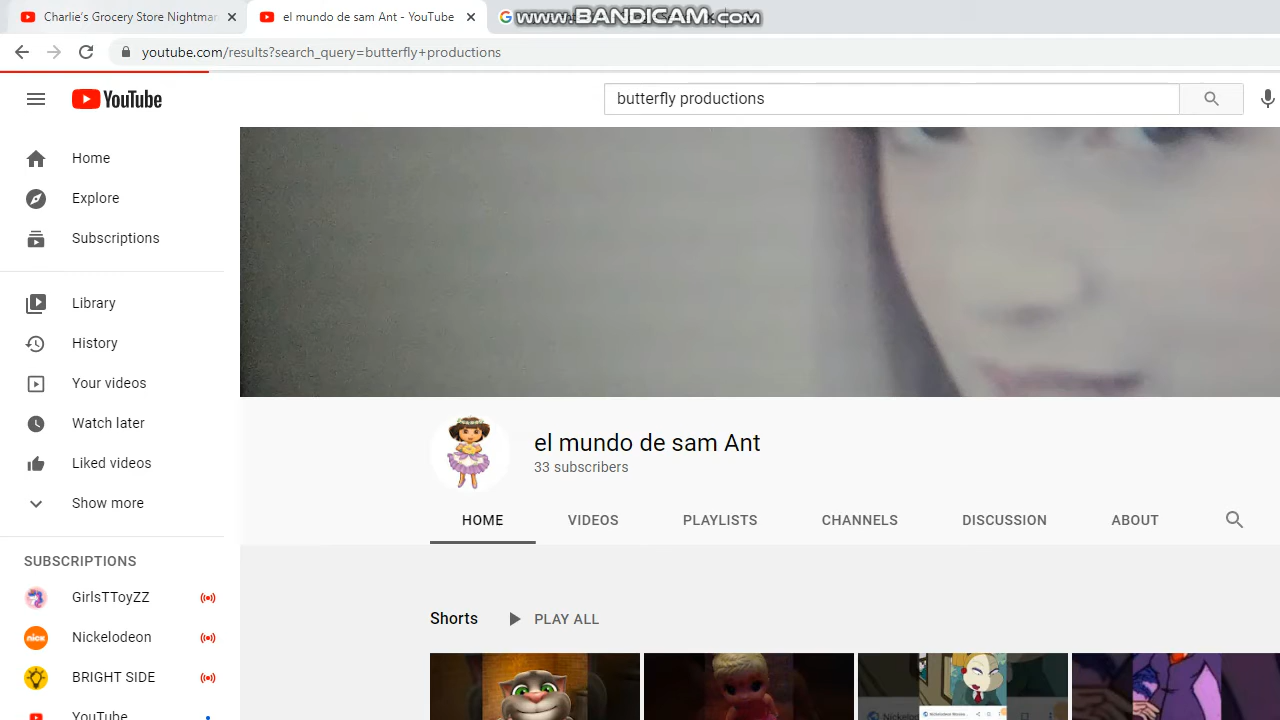 Charlie's Grocery Store Nightmar
el mundo de sam Ant - YouTube
www.BANDICAM.com
youtube.com/results?search_query=butterfly+productions
YouTube
butterfly productions
Home
Explore
Subscriptions
Library
History
Your videos
Watch later
Liked videos
Show more
SUBSCRIPTIONS
GirlsTToyZZ
nick
Nickelodeon
BRIGHT SIDE
YouTube
el mundo de sam Ant
33 subscribers
HOME VIDEOS PLAYLISTS CHANNELS DISCUSSION ABOUT
Shorts PLAY ALL